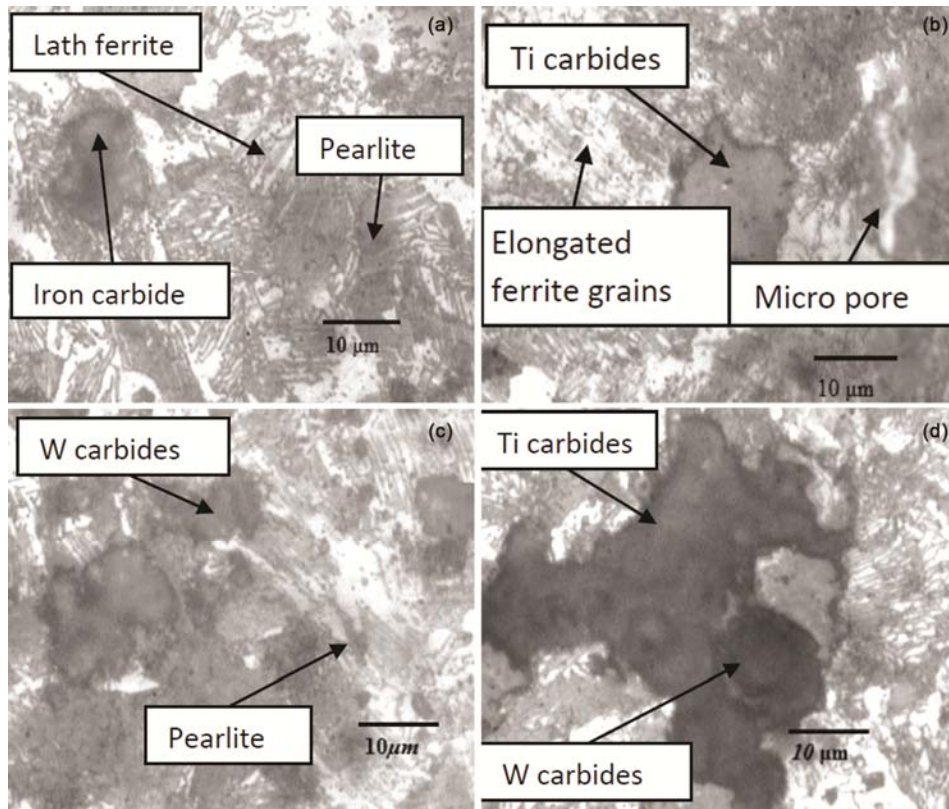 (a)
Lath ferrite
Pearlite
Iron carbide
10 µm
(b)
Ti carbides
Elongated
ferrite grains
Micro pore
10 µm
(c)
W carbides
Pearlite
10µm
(d)
Ti carbides
W carbides
10 µm